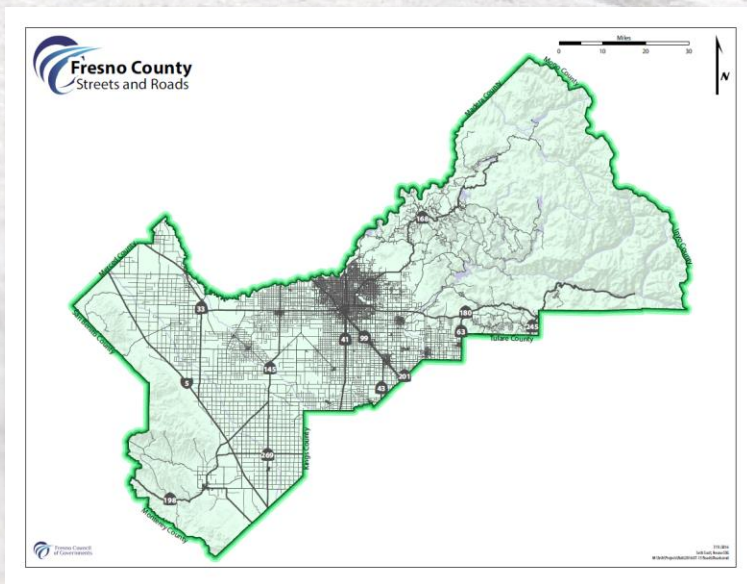 Fresno County
Streets and Roads
Miles
0 10 20 30
N
Mono County
Madera County
168
Merced County
Inyo County
33
180
San Benito County
41
99
63
245
Tulare County
145
5
201
43
Kings County
269
198
Monterey County
Fresno Council
of Governments